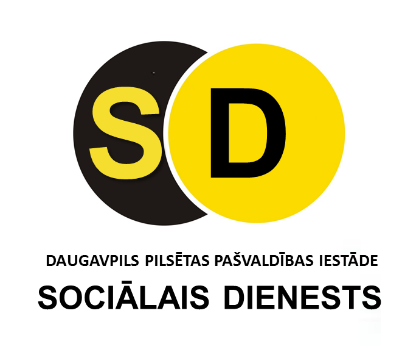 SD
DAUGAVPILS PILSĒTAS PAŠVALDĪBAS IESTĀDE
SOCIĀLAIS DIENESTS